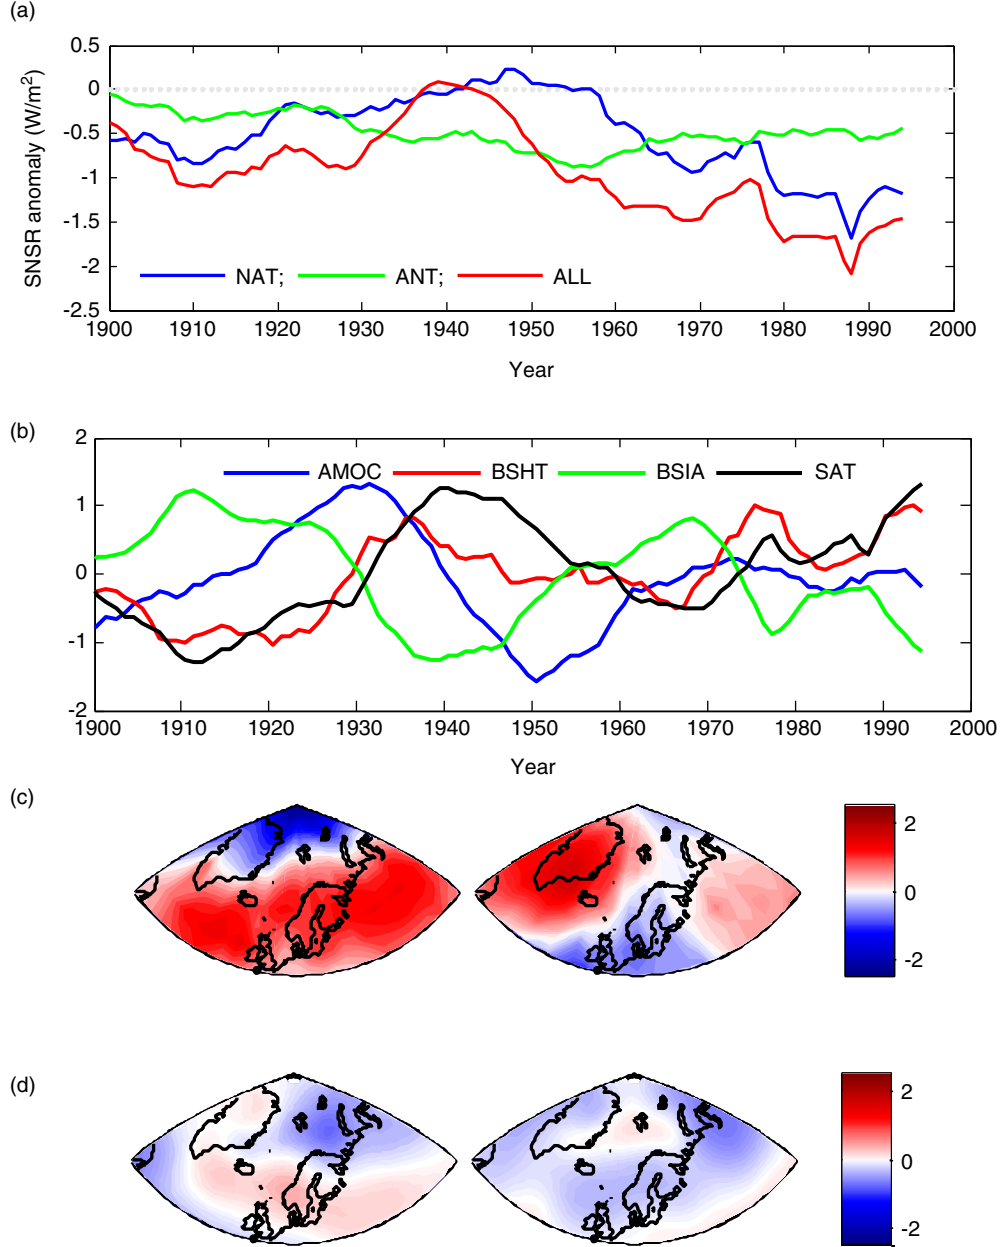 (a)
SNSR anomaly (W/m²)
0.5
0
-0.5
-1
-1.5
-2
-2.5
NAT; ANT; ALL
1900 1910 1920 1930 1940 1950 1960 1970 1980 1990 2000
Year
(b)
2
1
0
-1
-2
AMOC BSHT BSIA SAT
1900 1910 1920 1930 1940 1950 1960 1970 1980 1990 2000
Year
(c)
2
0
-2
(d)
2
0
-2